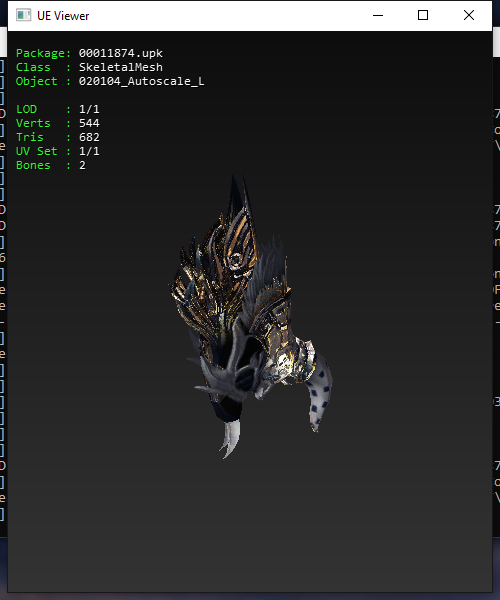 UE Viewer
Package: 00011874.upk
Class : SkeletalMesh
Object : 020104_Autoscale_L
LOD : 1/1
Verts : 544
Tris : 682
UV Set : 1/1
Bones : 2